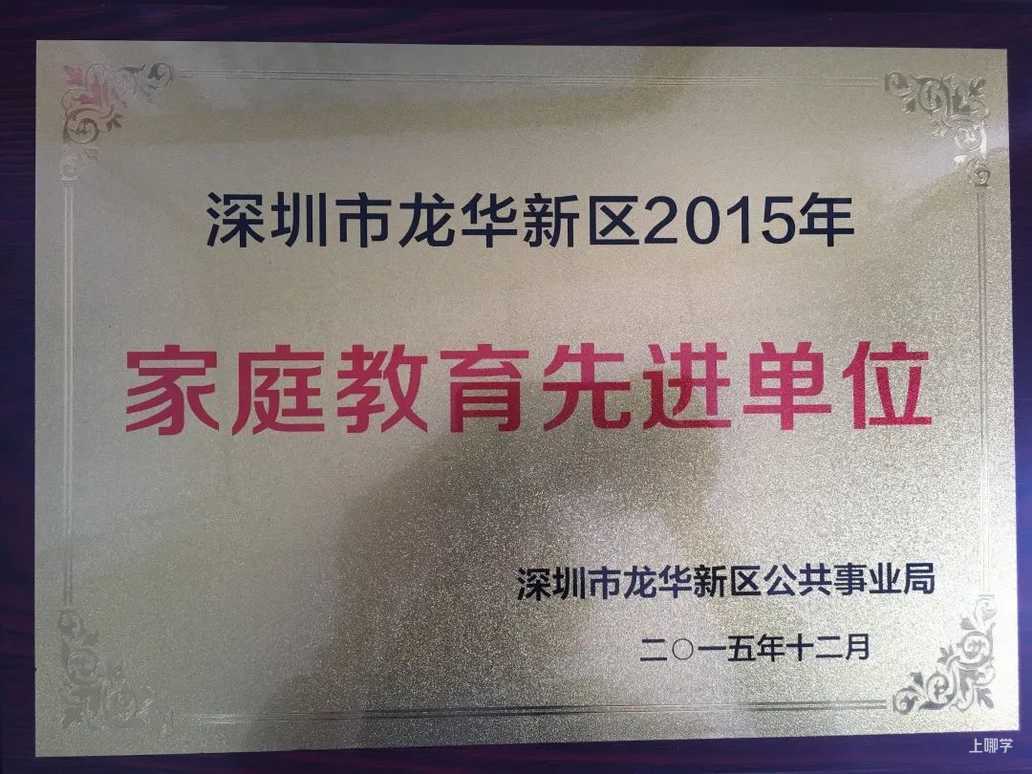 深圳市龙华新区2015年
家庭教育先进单位
深圳市龙华新区公共事业局
二〇一五年十二月
上哪学